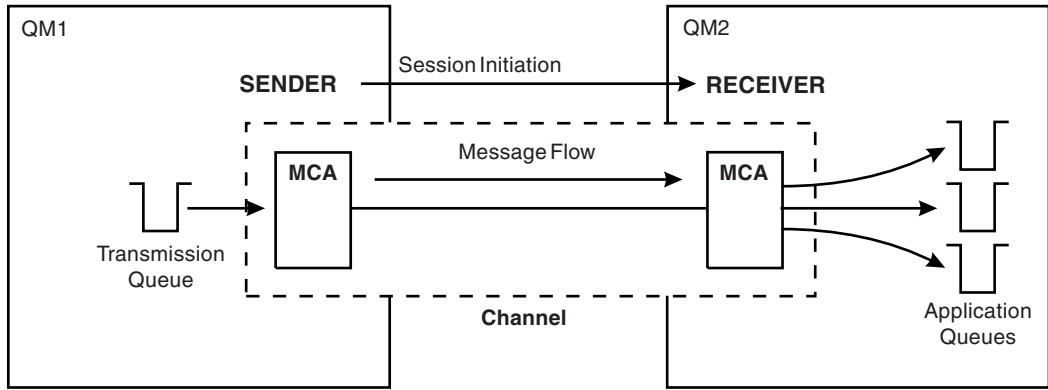 QM1
QM2
Session Initiation
SENDER
RECEIVER
Message Flow
MCA
MCA
Transmission
Queue
Channel
Application
Queues